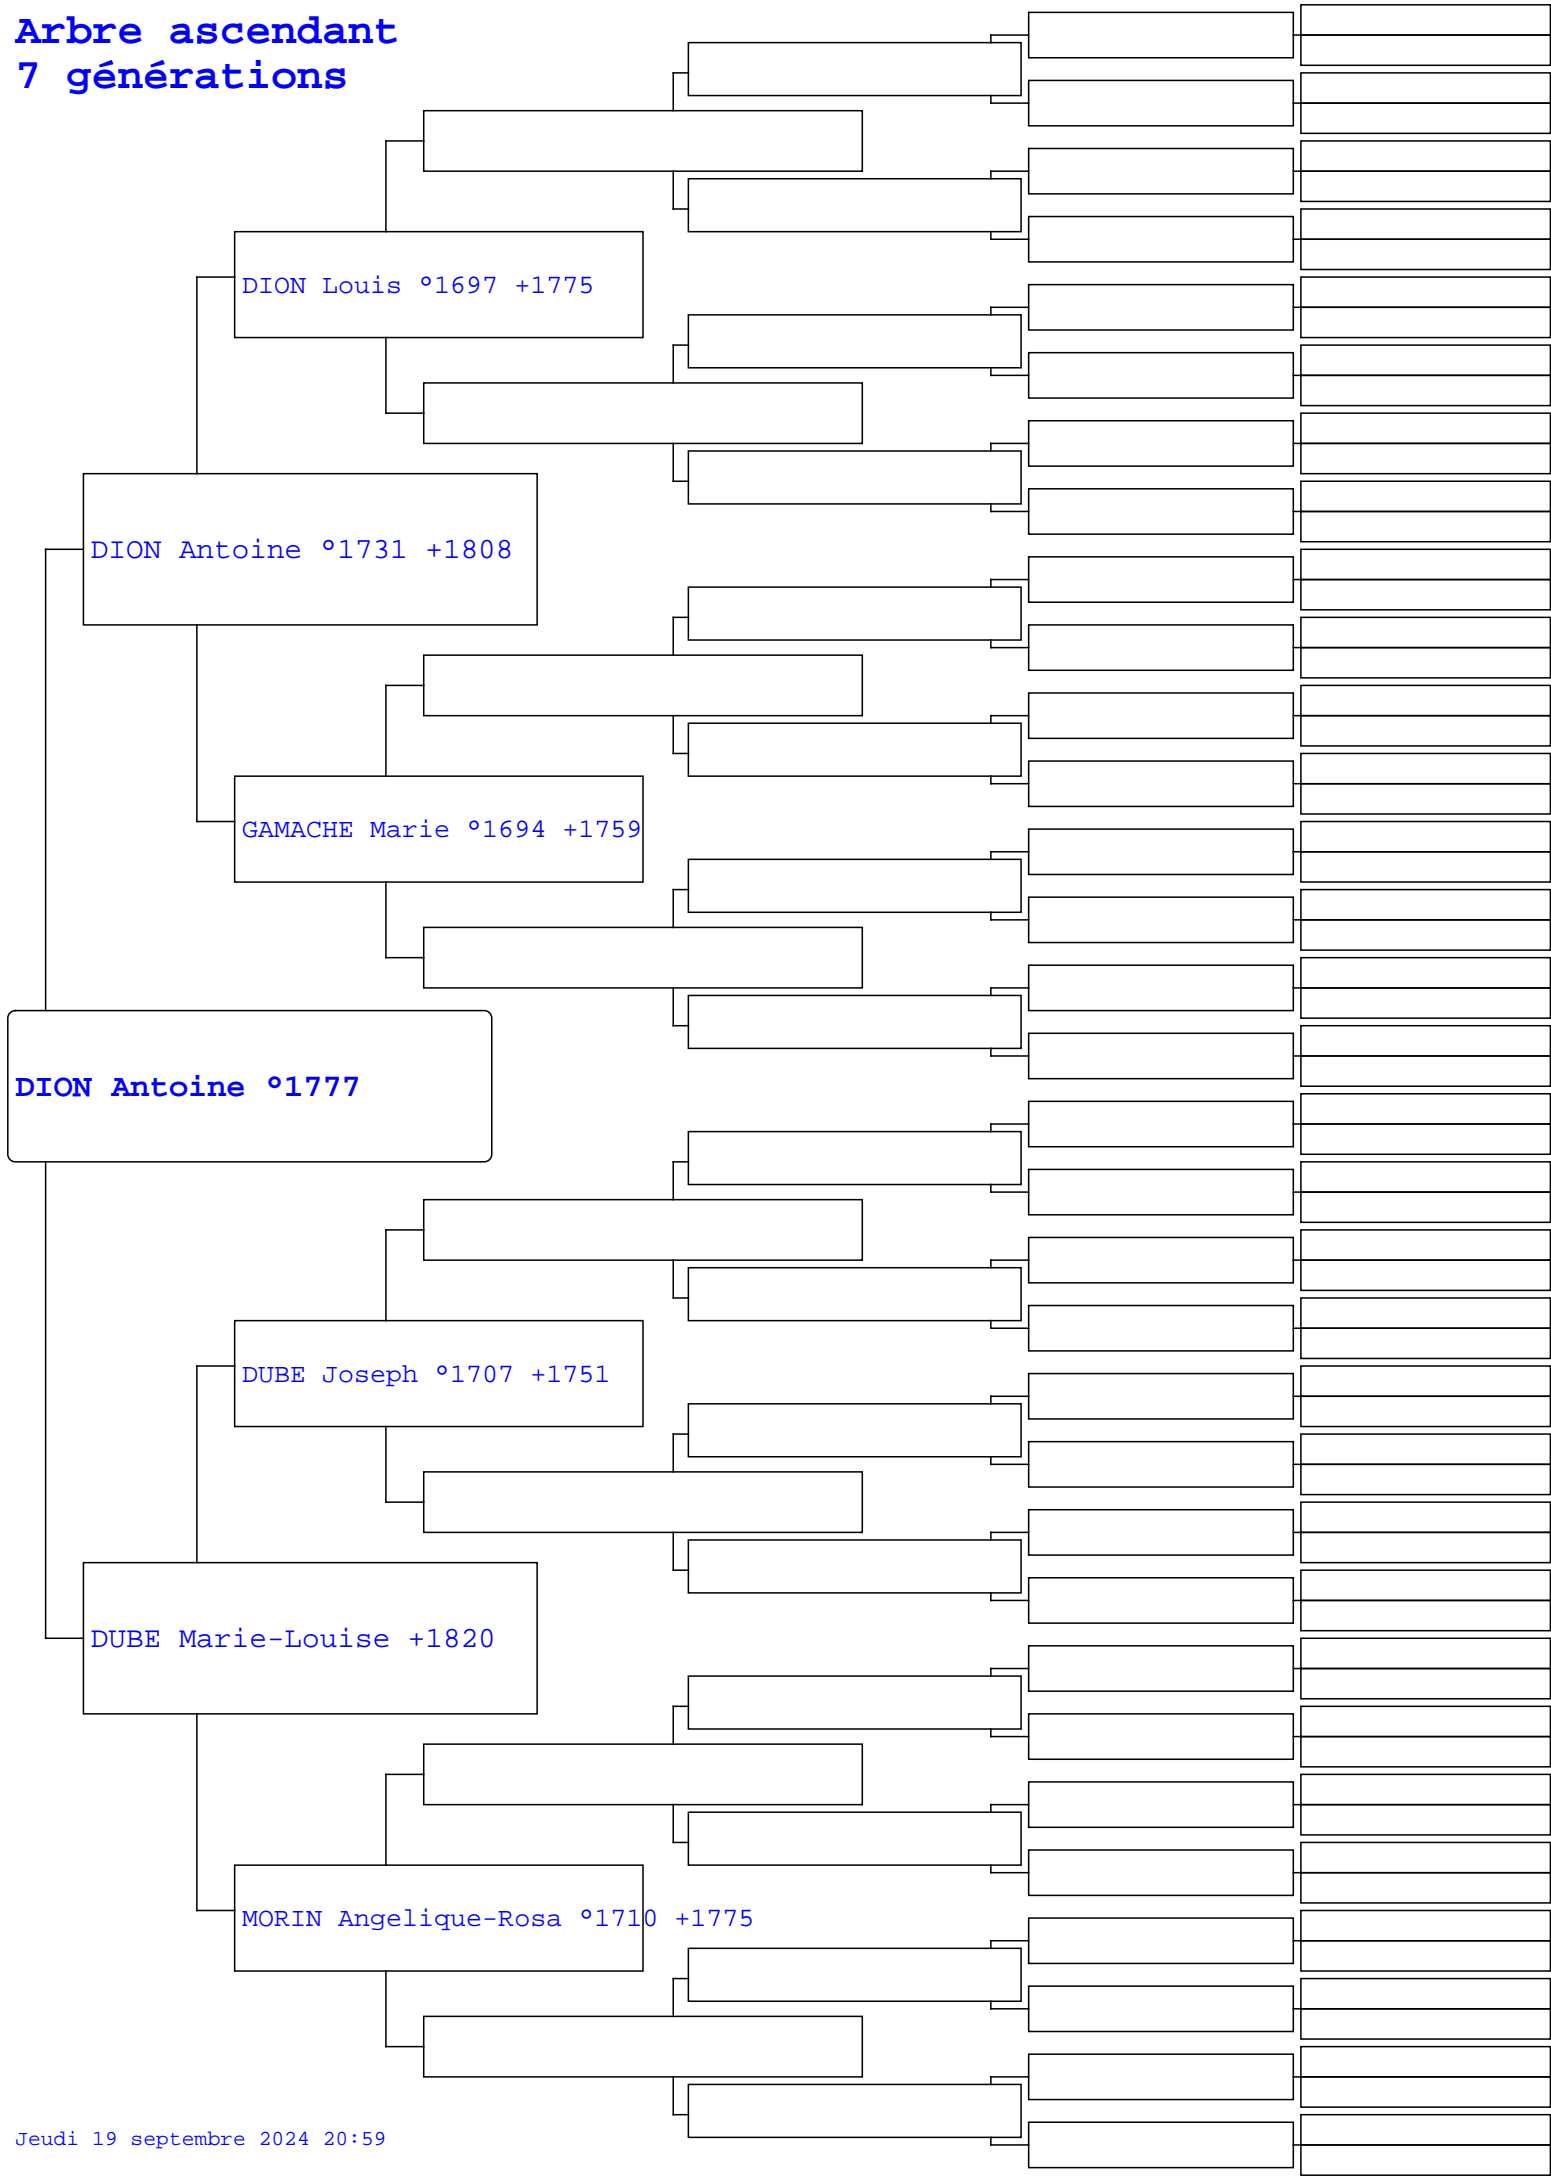 Arbre ascendant
7 générations
DION Louis °1697 +1775
DION Antoine °1731 +1808
GAMACHE Marie °1694 +1759
DION Antoine °1777
DUBE Joseph °1707 +1751
DUBE Marie-Louise +1820
MORIN Angelique-Rosa °1710 +1775
Jeudi 19 septembre 2024 20:59